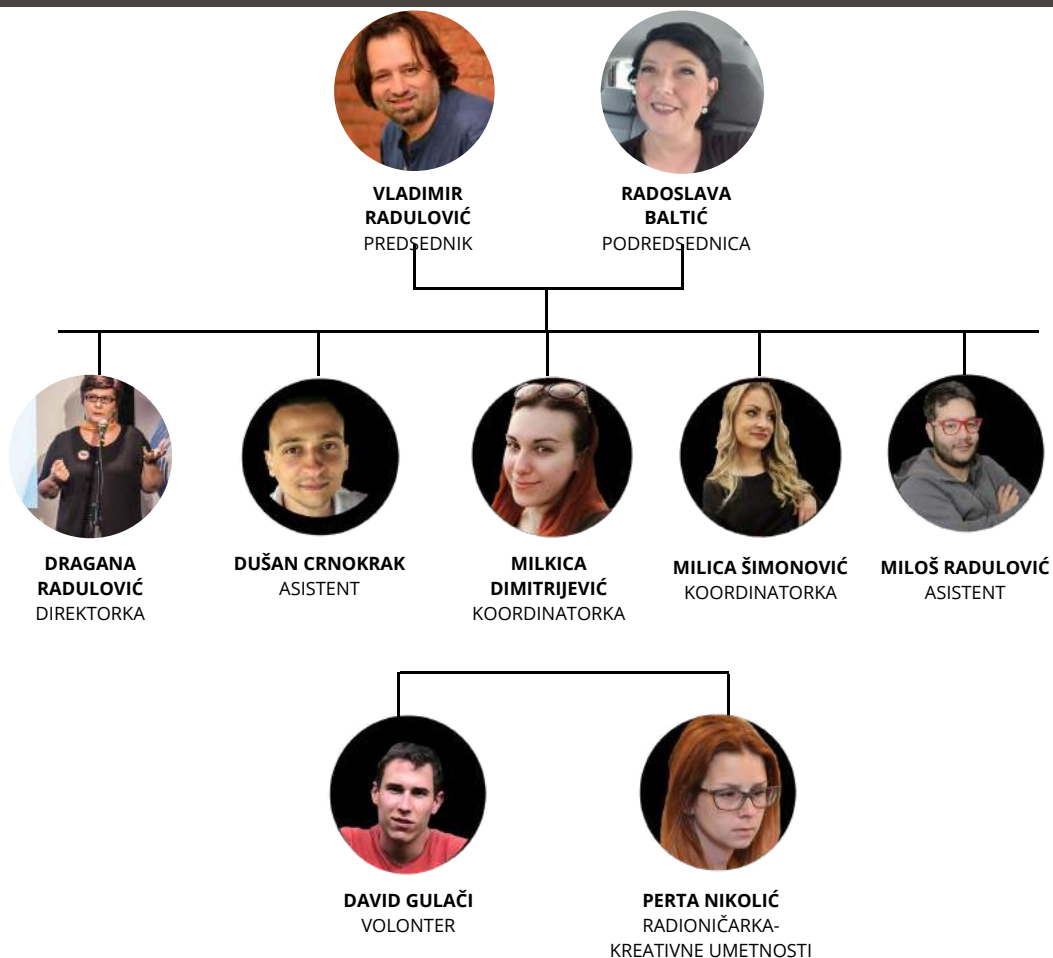 VLADIMIR
RADULOVIĆ
PREDSEDNIK
RADOSLAVA
BALTIĆ
PODREDSEDNICA
DRAGANA
RADULOVIĆ
DIREKTORKA
DUŠAN CRNOKRAK
ASISTENT
MILKICA
DIMITRIJEVIĆ
KOORDINATORKA
MILICA ŠIMONOVIĆ
KOORDINATORKA
MILOŠ RADULOVIĆ
ASISTENT
DAVID GULAČI
VOLONTER
PERTA NIKOLIĆ
RADIONIČARKA-
KREATIVNE UMETNOSTI